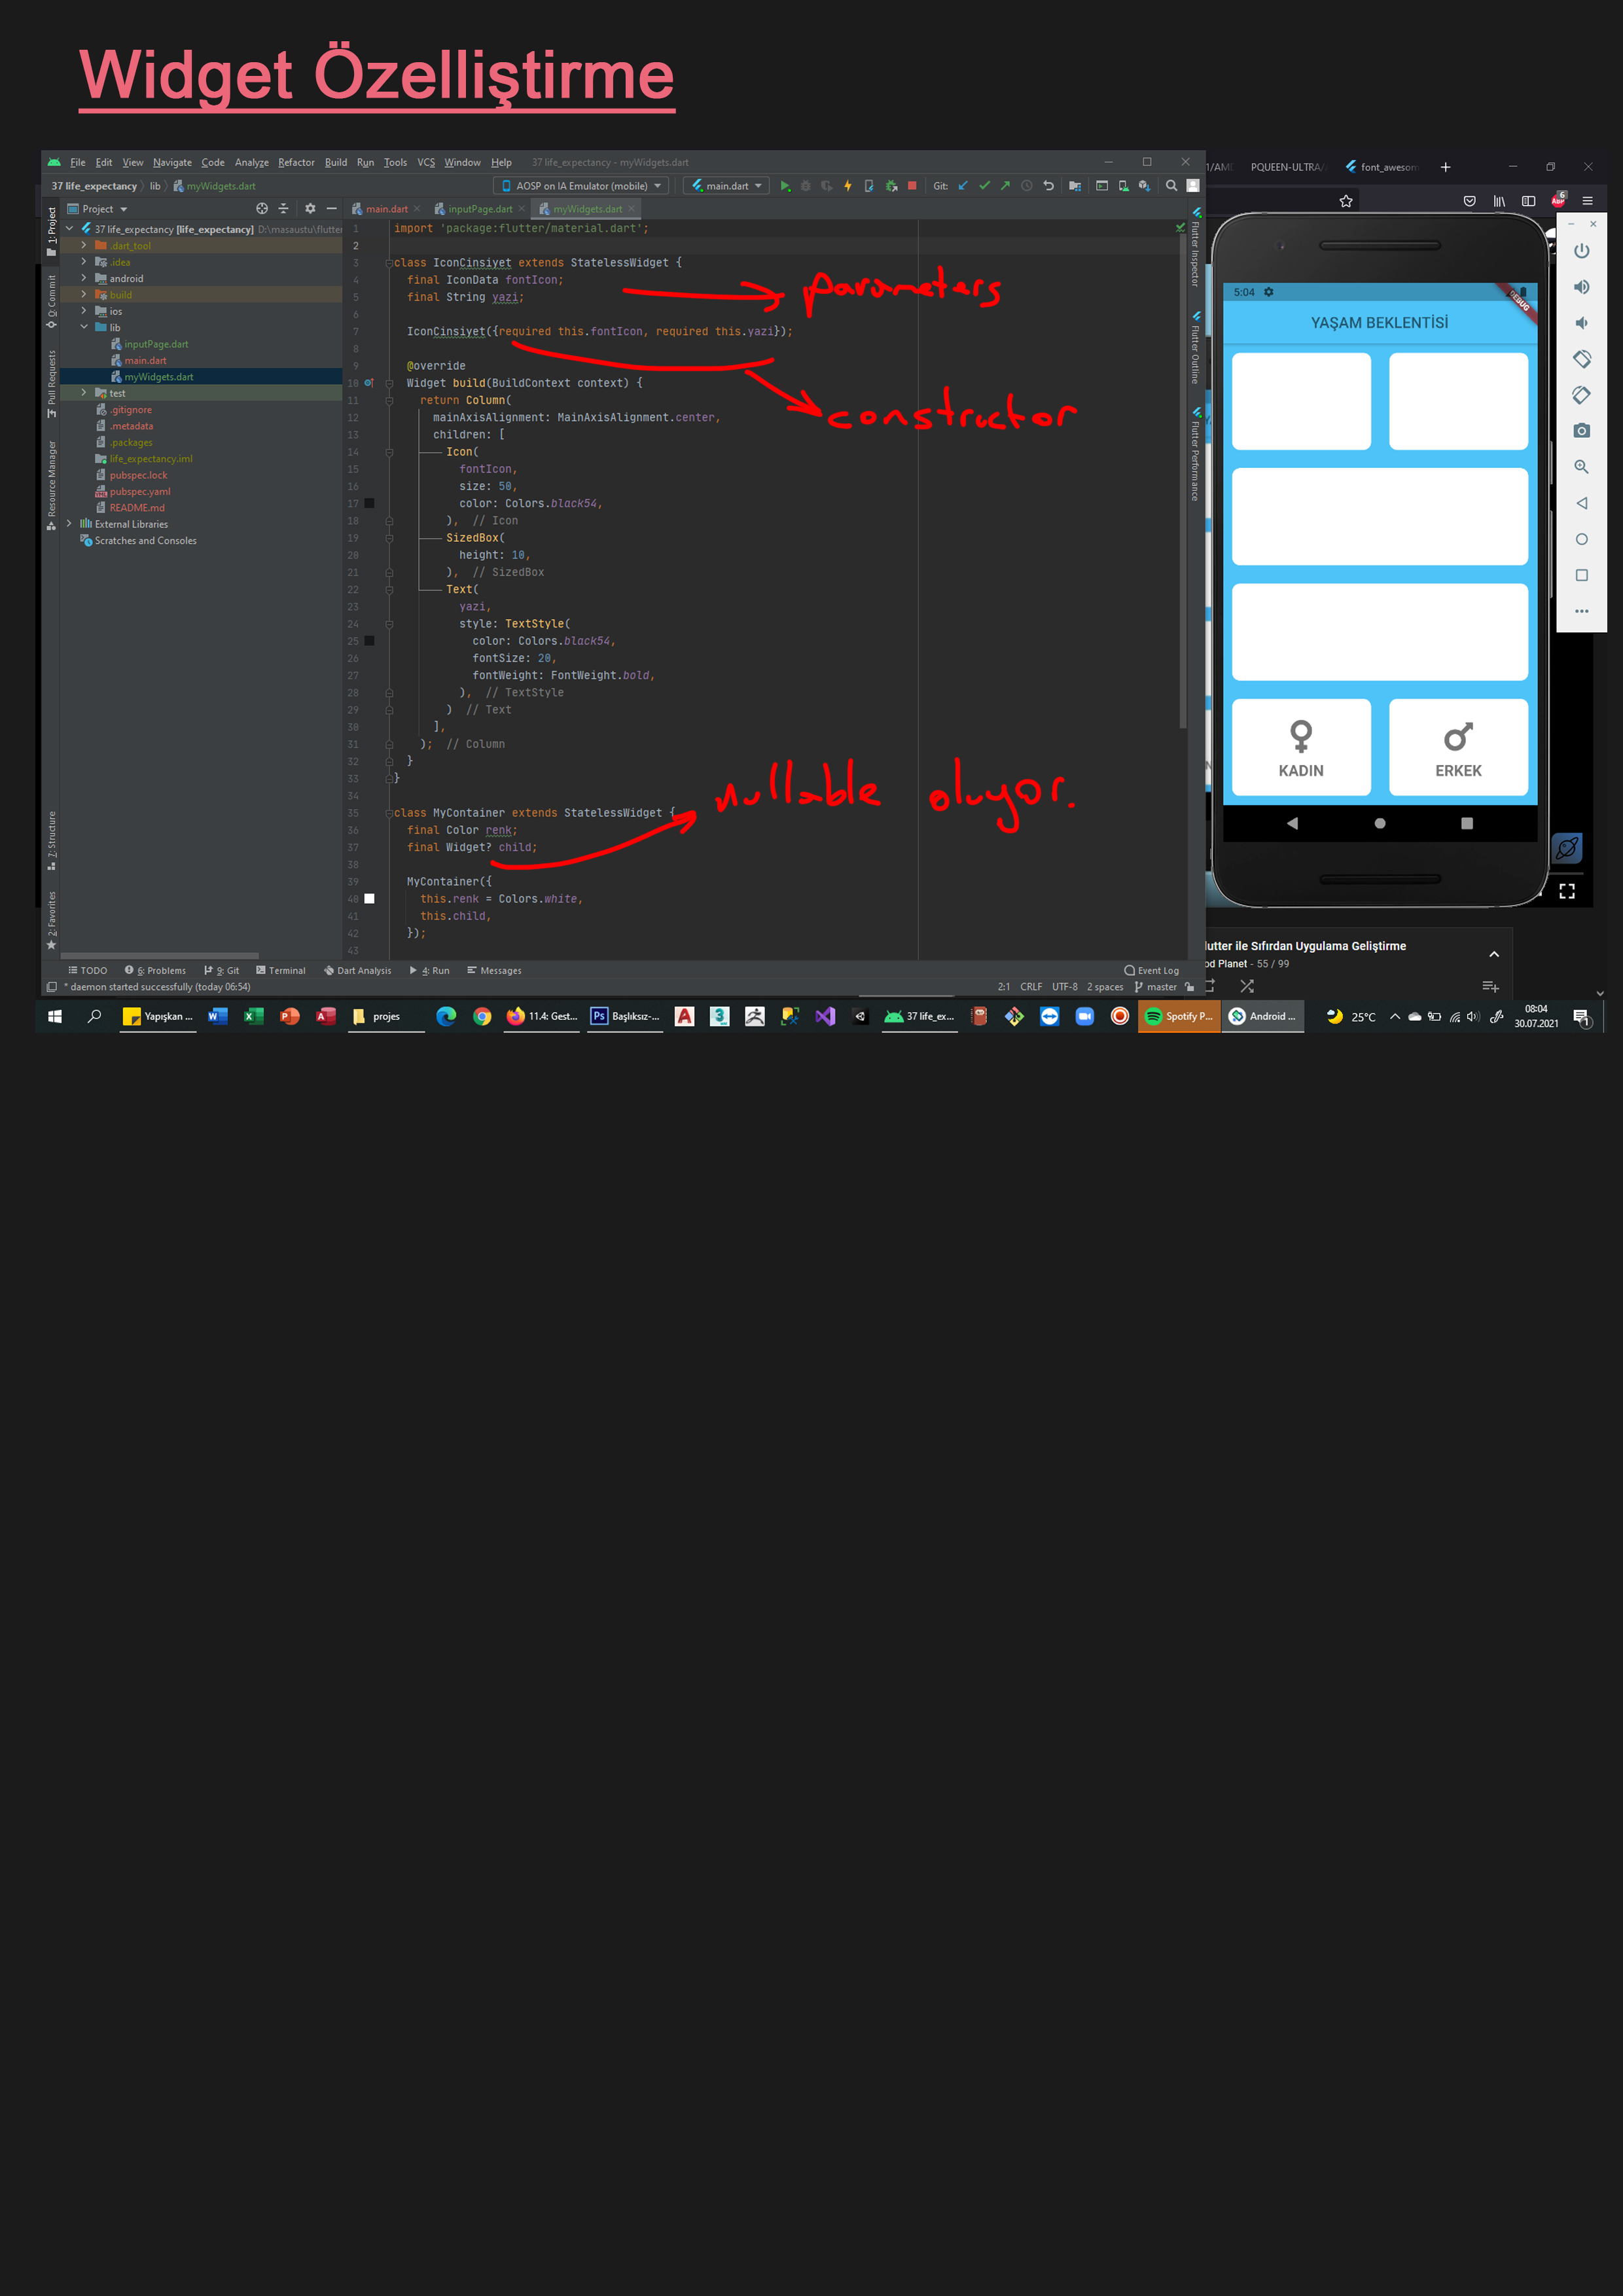 Widget Özelliştirme
File Edit View Navigate Code Analyze Refactor Build Run Tools VCS Window Help 37 life_expectancy - myWidgets.dart
PQUEEN-ULTRA/ font_awesom
37 life_expectancy lib myWidgets.dart AOSP on IA Emulator (mobile) main.dart Git:
Project main.dart inputPage.dart myWidgets.dart
37 life_expectancy [life_expectancy] D:\masaustu\flutter
.dart_tool
.idea
android
build
ios
lib
inputPage.dart
main.dart
myWidgets.dart
test
.gitignore
.metadata
.packages
life_expectancy.iml
pubspec.lock
pubspec.yaml
README.md
External Libraries
Scratches and Consoles
1: Project
0: Commit
Pull Requests
Resource Manager
7: Structure
2: Favorites
1 import 'package:flutter/material.dart';
2
3 class IconCinsiyet extends StatelessWidget {
4 final IconData fontIcon;
5 final String yazi;
6
7 IconCinsiyet({required this.fontIcon, required this.yazi});
8
9 @override
10 Widget build(BuildContext context) {
11 return Column(
12 mainAxisAlignment: MainAxisAlignment.center,
13 children: [
14 Icon(
15 fontIcon,
16 size: 50,
17 color: Colors.black54,
18 ), // Icon
19 SizedBox(
20 height: 10,
21 ), // SizedBox
22 Text(
23 yazi,
24 style: TextStyle(
25 color: Colors.black54,
26 fontSize: 20,
27 fontWeight: FontWeight.bold,
28 ), // TextStyle
29 ) // Text
30 ],
31 ); // Column
32 }
33 }
34
35 class MyContainer extends StatelessWidget {
36 final Color renk;
37 final Widget? child;
38
39 MyContainer({
40 this.renk = Colors.white,
41 this.child,
42 });
43
parameters
constructor
nullable oluyor.
Flutter Inspector
Flutter Outline
Flutter Performance
5:04
DEBUG
YAŞAM BEKLENTİSİ
KADIN ERKEK
lutter ile Sıfırdan Uygulama Geliştirme
od Planet - 55 / 99
TODO 6: Problems 9: Git Terminal Dart Analysis 4: Run Messages Event Log
* daemon started successfully (today 06:54) 2:1 CRLF UTF-8 2 spaces master
Yapışkan ... projes 11.4: Gest... Ps Başlıksız-... 37 life_ex... Spotify P... Android ... 25°C 08:04
30.07.2021 1